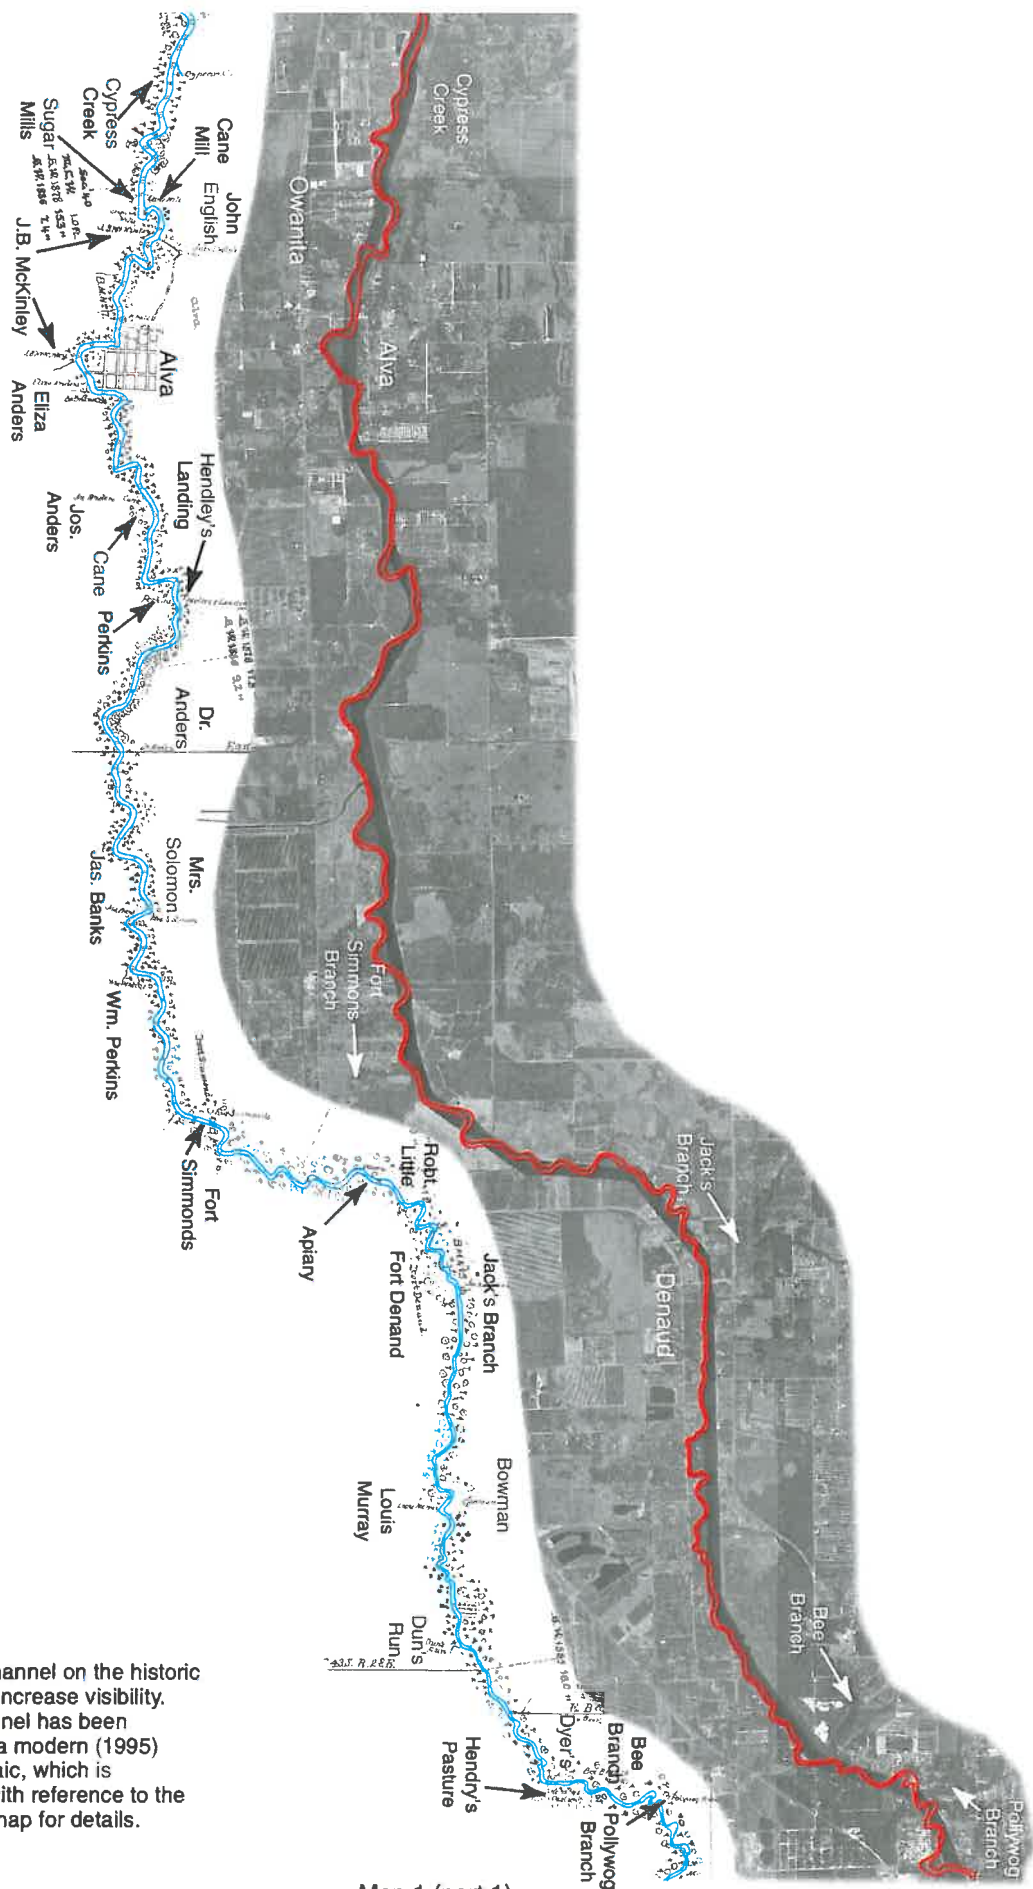 Cypress
Creek
Owanita
Alva
Fort
Simmons
Branch
Jack's
Branch
Denaud
Bee
Branch
Pollywog
Branch
Cypress
Creek
Sugar
Mills
Cane
Mill
John
English
J.B. McKinley
Alva
Eliza
Anders
Hendley's
Landing
Jos.
Anders
Cane
Perkins
Dr.
Anders
Mrs.
Solomon
Jas. Banks
Wm. Perkins
Fort
Simmonds
Apiary
Robt.
Little
Fort Denand
Jack's Branch
Bowman
Louis
Murray
Dun's
Run
Dyer's
Hendry's
Pasture
Bee
Branch
Pollywog
Branch
annel on the historic
ncrease visibility.
nel has been
a modern (1995)
aic, which is
ith reference to the
map for details.